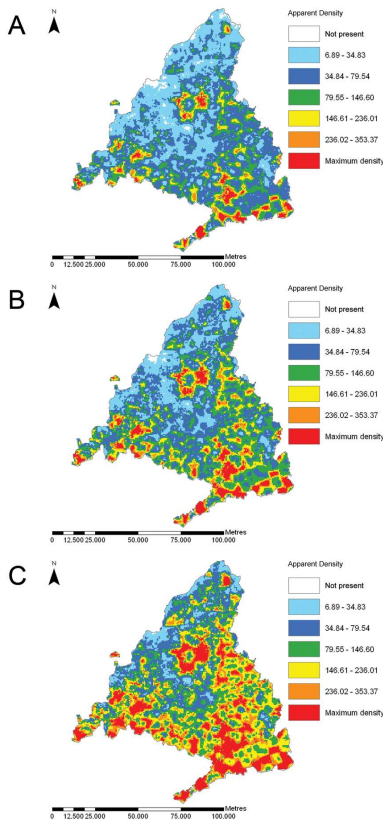 A
N
Apparent Density
Not present
6.89 - 34.83
34.84 - 79.54
79.55 - 146.60
146.61 - 236.01
236.02 - 353.37
Maximum density
Metres
0 12,500 25,000 50,000 75,000 100,000
B
N
Apparent Density
Not present
6.89 - 34.83
34.84 - 79.54
79.55 - 146.60
146.61 - 236.01
236.02 - 353.37
Maximum density
Metres
0 12,500 25,000 50,000 75,000 100,000
C
N
Apparent Density
Not present
6.89 - 34.83
34.84 - 79.54
79.55 - 146.60
146.61 - 236.01
236.02 - 353.37
Maximum density
Metres
0 12,500 25,000 50,000 75,000 100,000